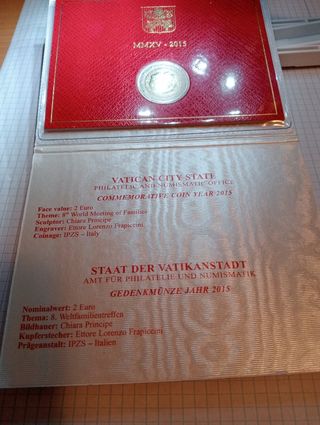 MMXV - 2015
VATICAN CITY STATE
PHILATELIC AND NUMISMATIC OFFICE
COMMEMORATIVE COIN YEAR 2015
Face value: 2 Euro
Theme: 8th World Meeting of Families
Sculptor: Chiara Principe
Engraver: Ettore Lorenzo Frapiccini
Coinage: IPZS – Italy
STAAT DER VATIKANSTADT
AMT FÜR PHILATELIE UND NUMISMATIK
GEDENKMÜNZE JAHR 2015
Nominalwert: 2 Euro
Thema: 8. Weltfamilientreffen
Bildhauer: Chiara Principe
Kupferstecher: Ettore Lorenzo Frapiccini
Prägeanstalt: IPZS – Italien